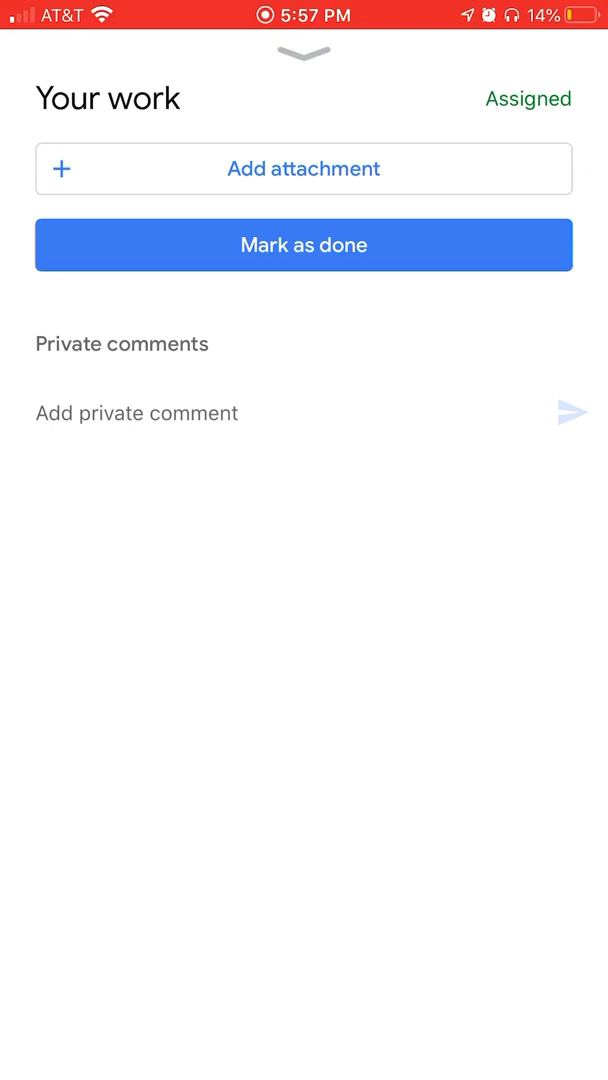 AT&T 5:57 PM 14%
Your work Assigned
+ Add attachment
Mark as done
Private comments
Add private comment